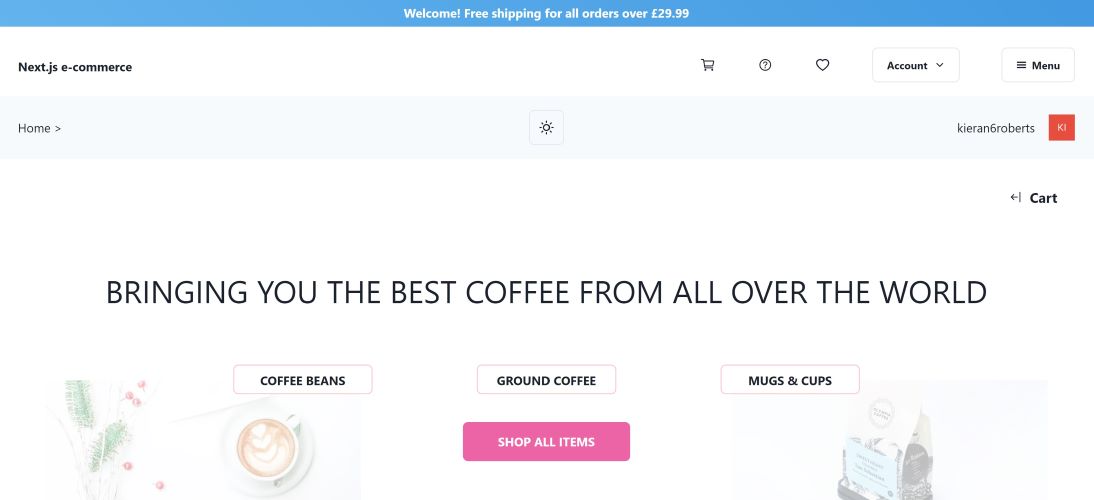 Welcome! Free shipping for all orders over £29.99
Next.js e-commerce
Account
Menu
Home >
kieran6roberts
KI
Cart
BRINGING YOU THE BEST COFFEE FROM ALL OVER THE WORLD
COFFEE BEANS
GROUND COFFEE
MUGS & CUPS
SHOP ALL ITEMS